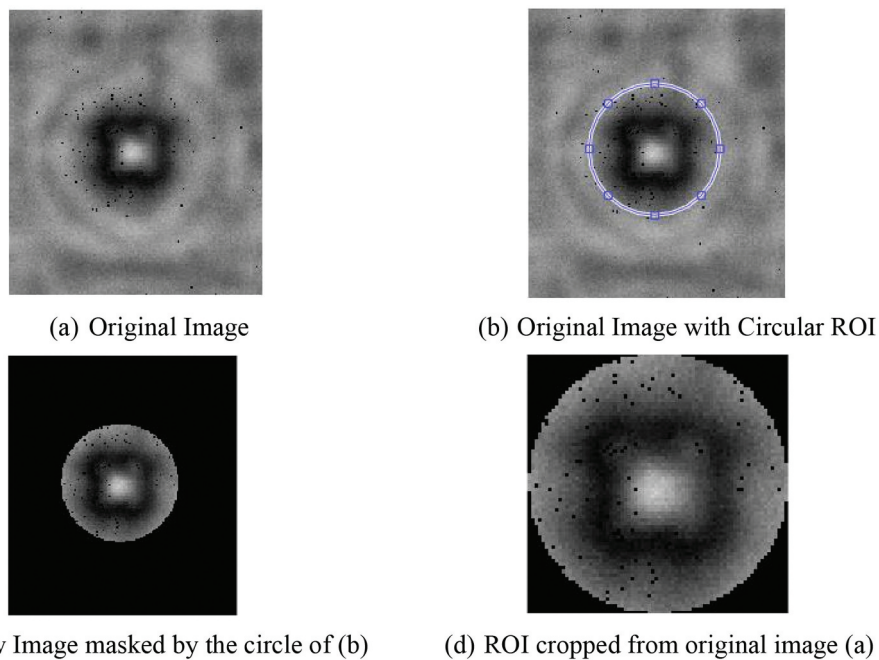 (a) Original Image
(b) Original Image with Circular ROI
Image masked by the circle of (b)
(d) ROI cropped from original image (a)